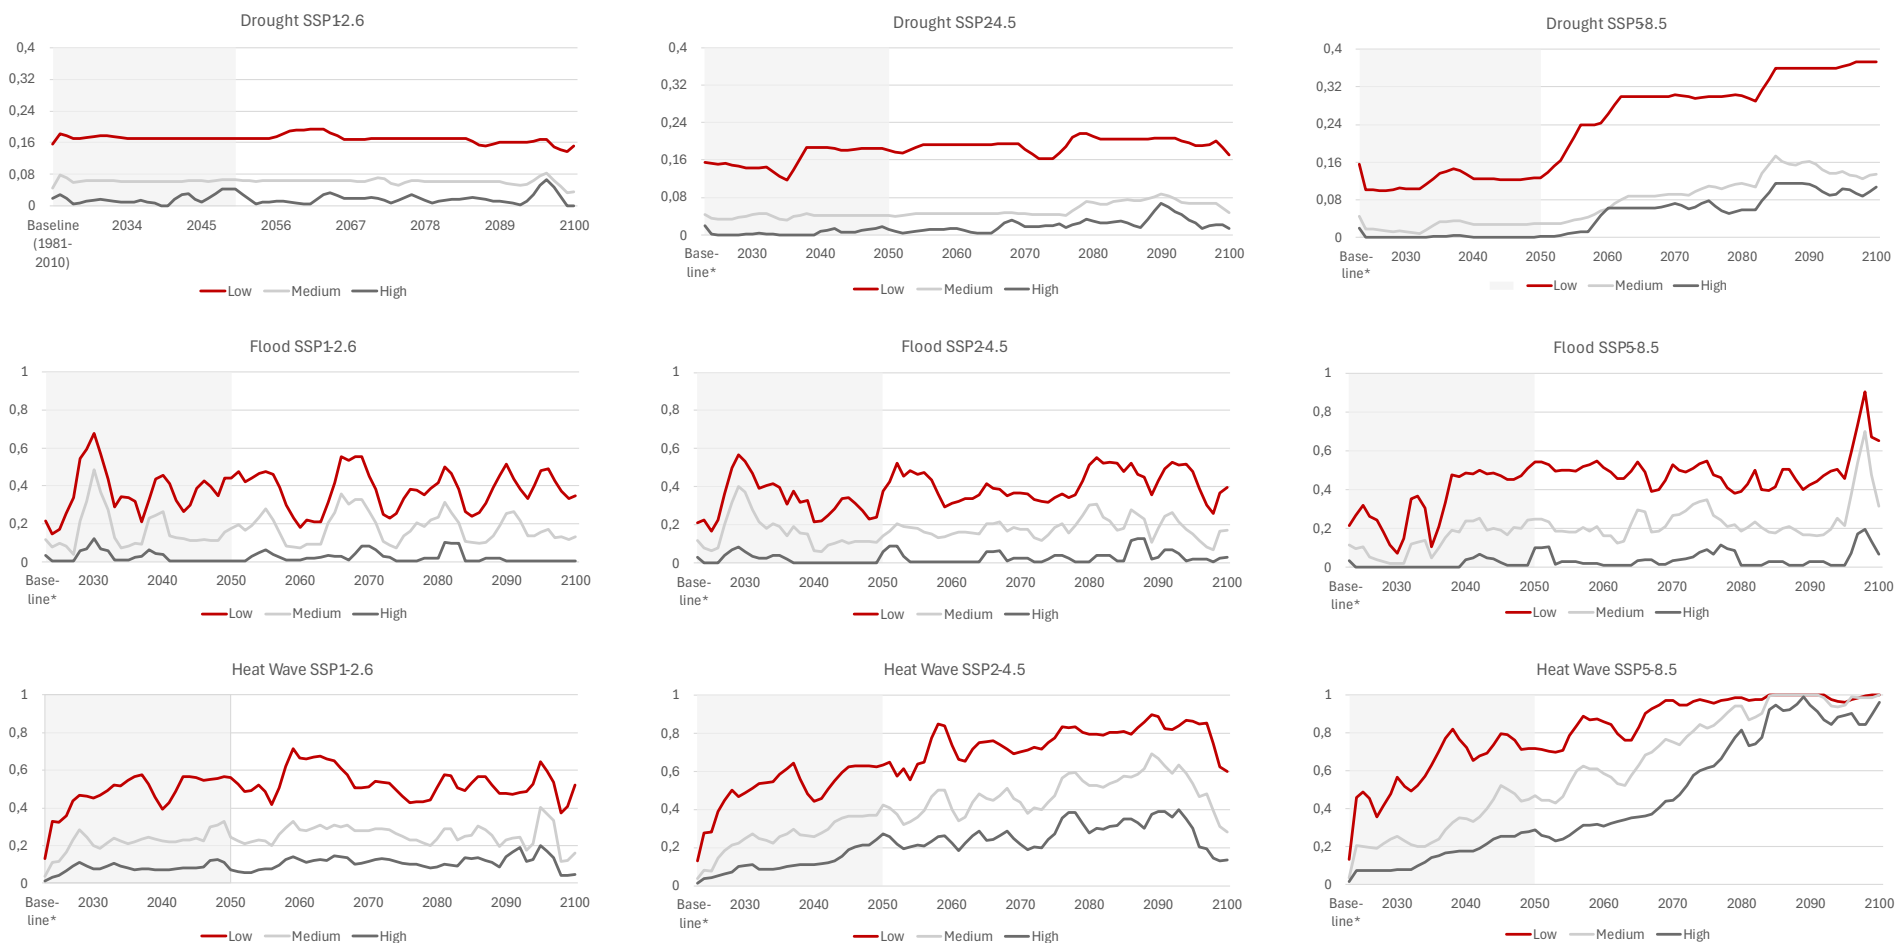 Drought SSP1-2.6
0,4
0,32
0,24
0,16
0,08
0
Baseline
(1981-
2010)
2034
2045
2056
2067
2078
2089
2100
Low
Medium
High
Drought SSP2-4.5
0,4
0,32
0,24
0,16
0,08
0
Base-
line*
2030
2040
2050
2060
2070
2080
2090
2100
Low
Medium
High
Drought SSP5-8.5
0,4
0,32
0,24
0,16
0,08
0
Base-
line*
2030
2040
2050
2060
2070
2080
2090
2100
Low
Medium
High
Flood SSP1-2.6
1
0,8
0,6
0,4
0,2
0
Base-
line*
2030
2040
2050
2060
2070
2080
2090
2100
Low
Medium
High
Flood SSP2-4.5
1
0,8
0,6
0,4
0,2
0
Base-
line*
2030
2040
2050
2060
2070
2080
2090
2100
Low
Medium
High
Flood SSP5-8.5
1
0,8
0,6
0,4
0,2
0
Base-
line*
2030
2040
2050
2060
2070
2080
2090
2100
Low
Medium
High
Heat Wave SSP1-2.6
1
0,8
0,6
0,4
0,2
0
Base-
line*
2030
2040
2050
2060
2070
2080
2090
2100
Low
Medium
High
Heat Wave SSP2-4.5
1
0,8
0,6
0,4
0,2
0
Base-
line*
2030
2040
2050
2060
2070
2080
2090
2100
Low
Medium
High
Heat Wave SSP5-8.5
1
0,8
0,6
0,4
0,2
0
Base-
line*
2030
2040
2050
2060
2070
2080
2090
2100
Low
Medium
High